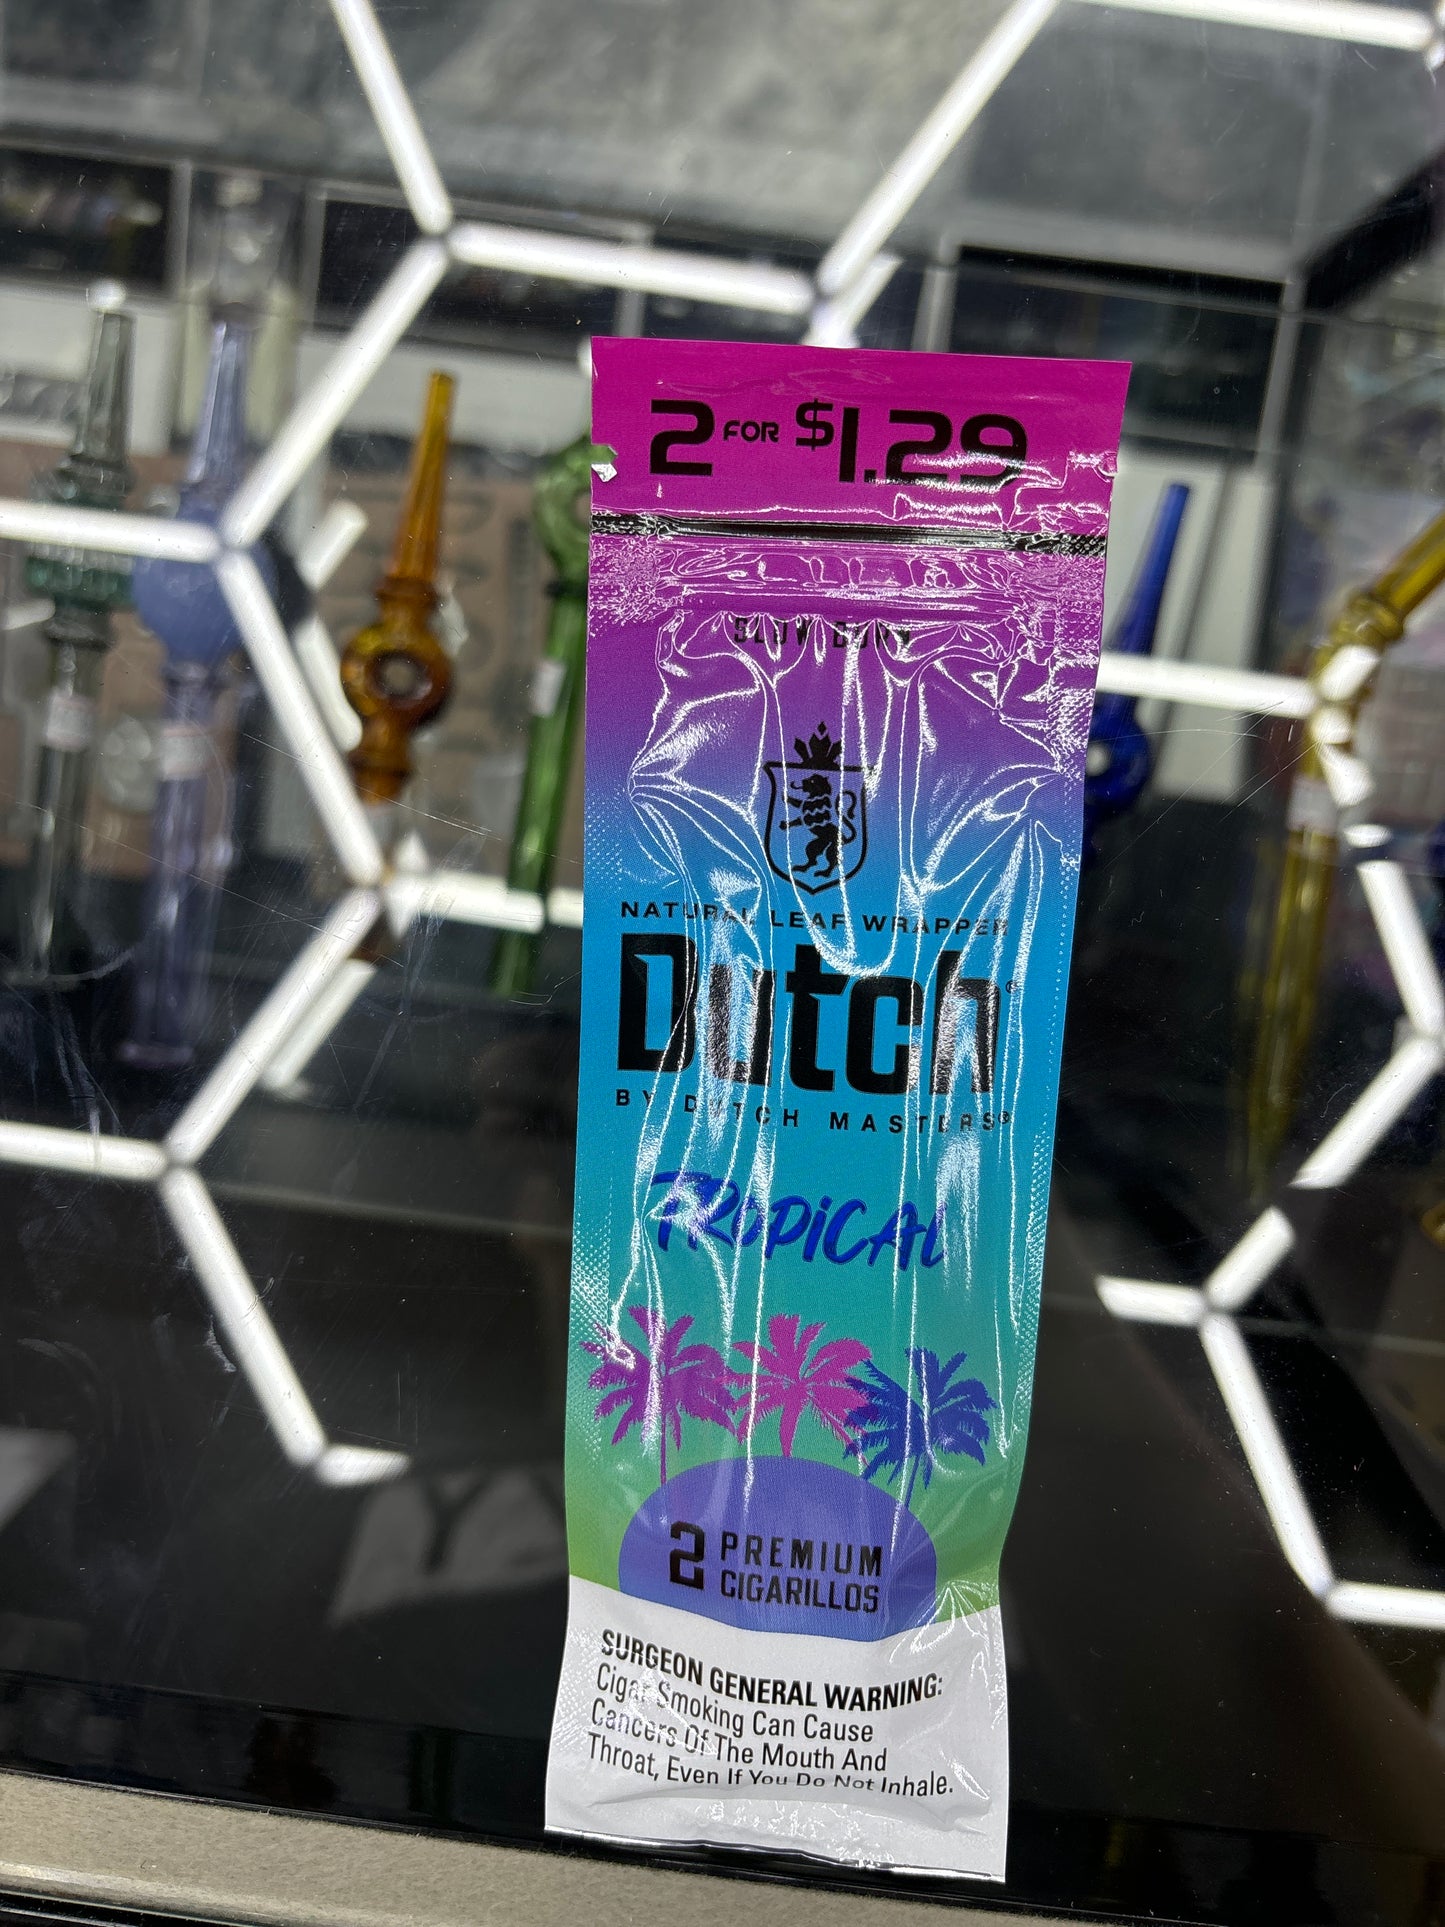 2 FOR $1.29
SLOW BURN
NATURAL LEAF WRAPPER
Dutch®
BY DUTCH MASTERS®
TROPiCAL
2 PREMIUM
CIGARILLOS
SURGEON GENERAL WARNING:
Cigar Smoking Can Cause
Cancers Of The Mouth And
Throat, Even If You Do Not Inhale.